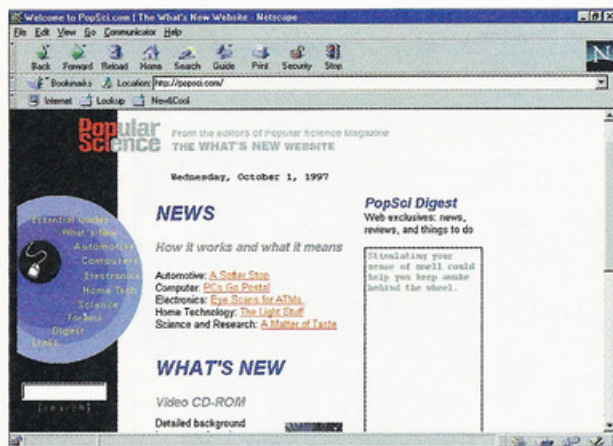 Welcome to PopSci.com | The What's New Website - Netscape
File Edit View Go Communicator Help
Back Forward Reload Home Search Guide Print Security Stop
Bookmarks Location: http://popsci.com/
Internet Lookup New&Cool
Popular Science
From the editors of Popular Science Magazine
THE WHAT'S NEW WEBSITE
Wednesday, October 1, 1997
Essential Guides
What's New
Automotive
Computers
Electronics
Home Tech
Science
Forums
Digest
Links
[search]
NEWS
How it works and what it means
Automotive: A Softer Stop
Computer: PCs Go Postal
Electronics: Eye Scans for ATMs
Home Technology: The Light Stuff
Science and Research: A Matter of Taste
WHAT'S NEW
Video CD-ROM
Detailed background
PopSci Digest
Web exclusives: news,
reviews, and things to do
Stimulating your
sense of smell could
help you keep awake
behind the wheel.